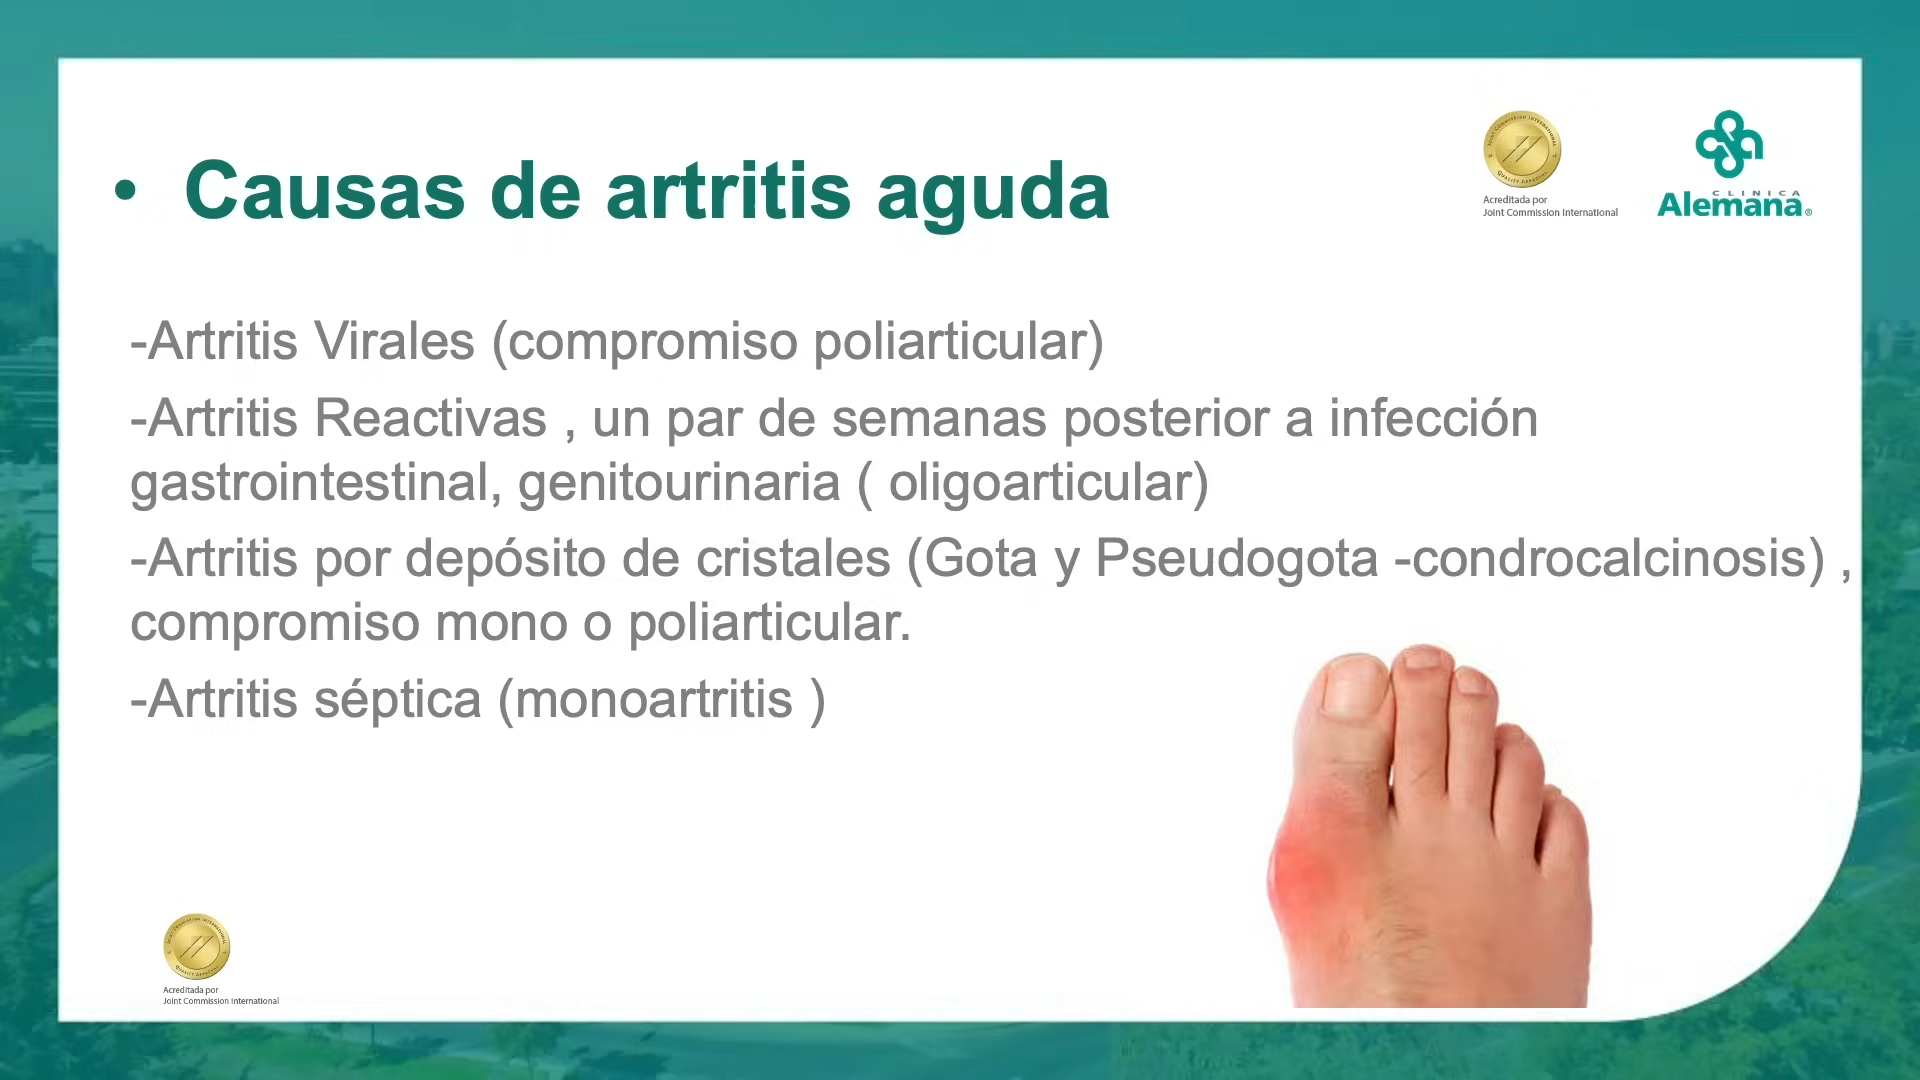 • Causas de artritis aguda
Acreditada por
Joint Commission International
CLINICA
Alemana®
-Artritis Virales (compromiso poliarticular)
-Artritis Reactivas , un par de semanas posterior a infección
gastrointestinal, genitourinaria ( oligoarticular)
-Artritis por depósito de cristales (Gota y Pseudogota -condrocalcinosis) ,
compromiso mono o poliarticular.
-Artritis séptica (monoartritis )
Acreditada por
Joint Commission International